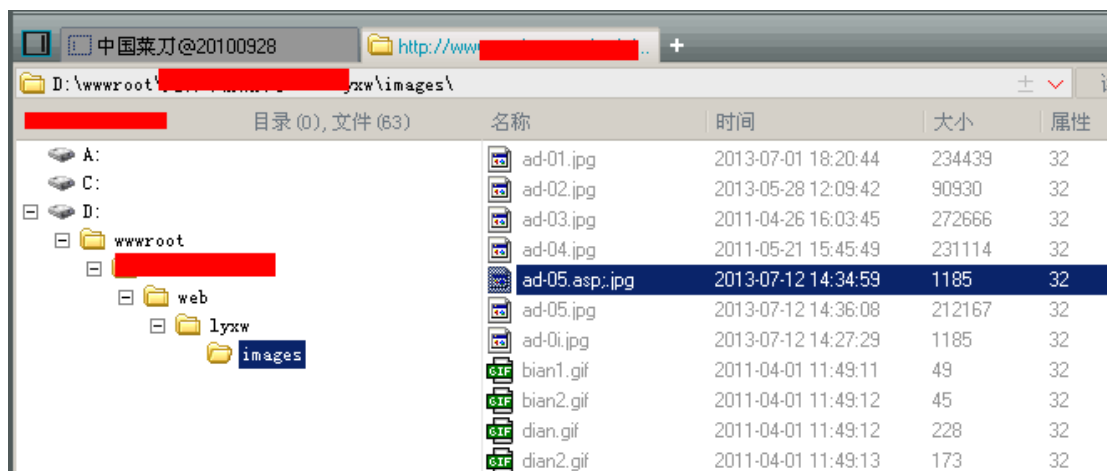 中国菜刀@20100928
http://www
..
+
D:\wwwroot\
yxw\images\
目录(0),文件(63)
名称 时间 大小 属性
A:
C:
D:
wwwroot
web
lyxw
images
ad-01.jpg 2013-07-01 18:20:44 234439 32
ad-02.jpg 2013-05-28 12:09:42 90930 32
ad-03.jpg 2011-04-26 16:03:45 272666 32
ad-04.jpg 2011-05-21 15:45:49 231114 32
ad-05.asp;.jpg 2013-07-12 14:34:59 1185 32
ad-05.jpg 2013-07-12 14:36:08 212167 32
ad-0i.jpg 2013-07-12 14:27:29 1185 32
bian1.gif 2011-04-01 11:49:11 49 32
bian2.gif 2011-04-01 11:49:12 45 32
dian.gif 2011-04-01 11:49:12 228 32
dian2.gif 2011-04-01 11:49:13 173 32